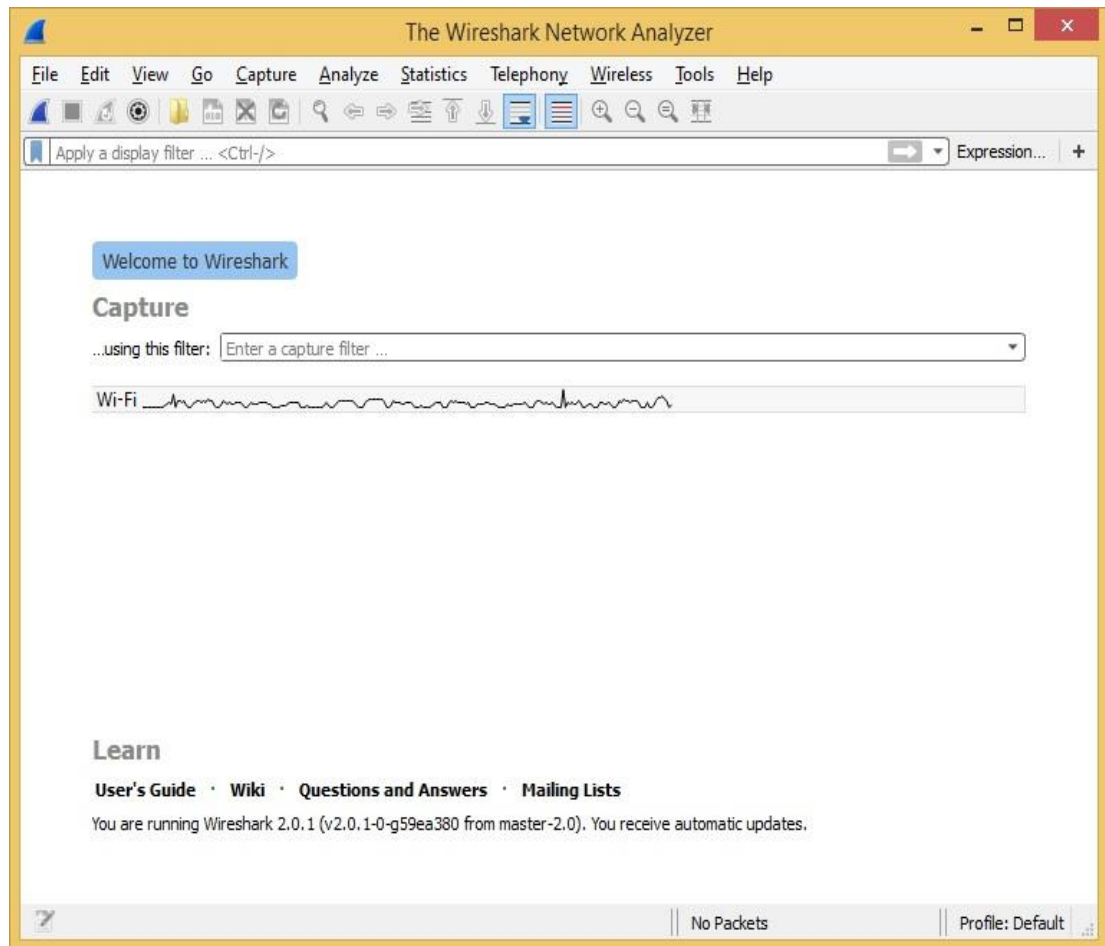 The Wireshark Network Analyzer
File Edit View Go Capture Analyze Statistics Telephony Wireless Tools Help
Apply a display filter ... <Ctrl-/> Expression... +
Welcome to Wireshark
Capture
...using this filter: Enter a capture filter ...
Wi-Fi
Learn
User's Guide · Wiki · Questions and Answers · Mailing Lists
You are running Wireshark 2.0.1 (v2.0.1-0-g59ea380 from master-2.0). You receive automatic updates.
No Packets Profile: Default